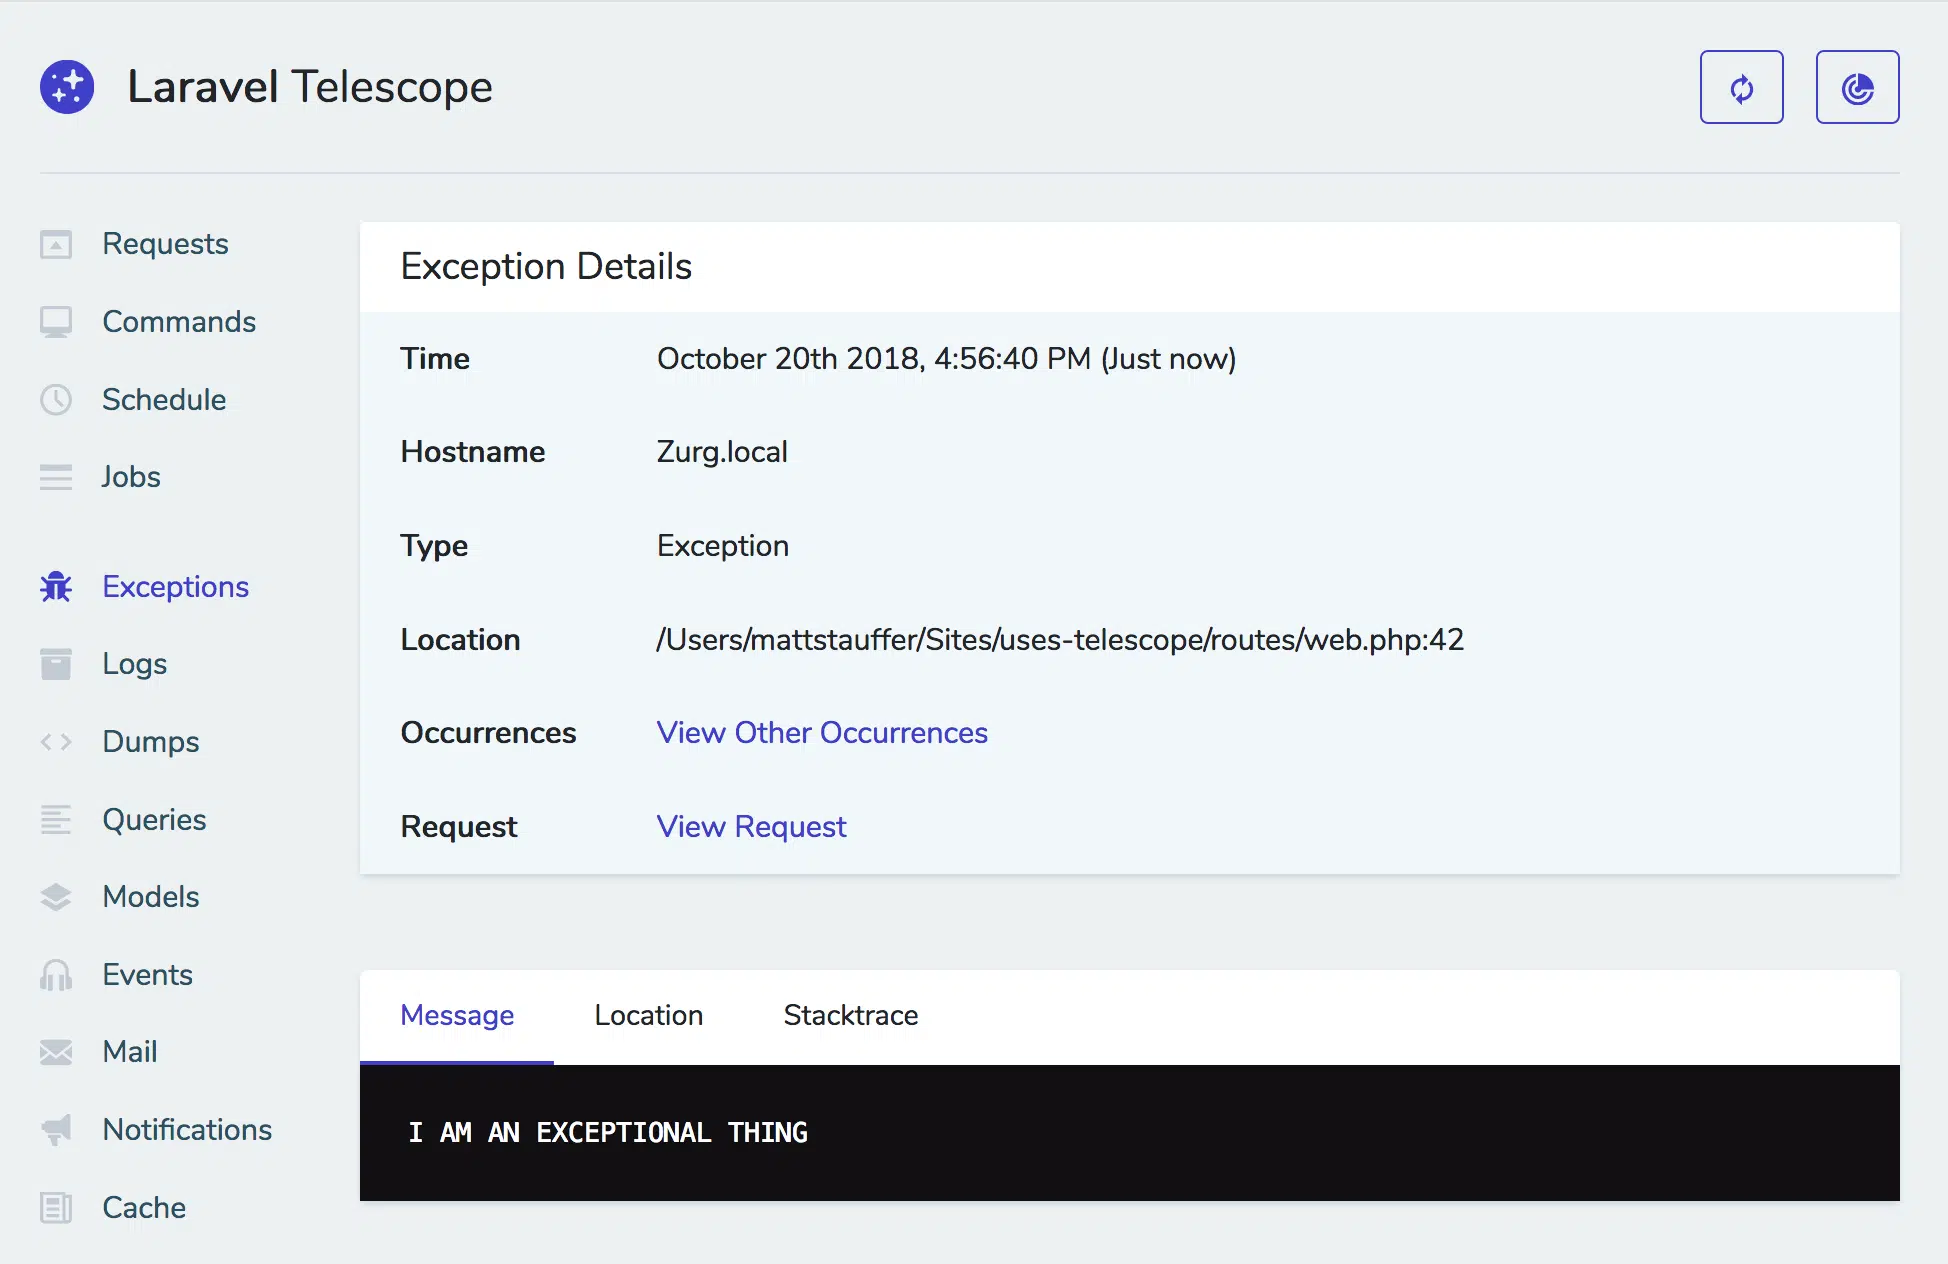 Laravel Telescope
Requests
Commands
Schedule
Jobs
Exceptions
Logs
Dumps
Queries
Models
Events
Mail
Notifications
Cache
Exception Details
Time October 20th 2018, 4:56:40 PM (Just now)
Hostname Zurg.local
Type Exception
Location /Users/mattstauffer/Sites/uses-telescope/routes/web.php:42
Occurrences View Other Occurrences
Request View Request
Message Location Stacktrace
I AM AN EXCEPTIONAL THING